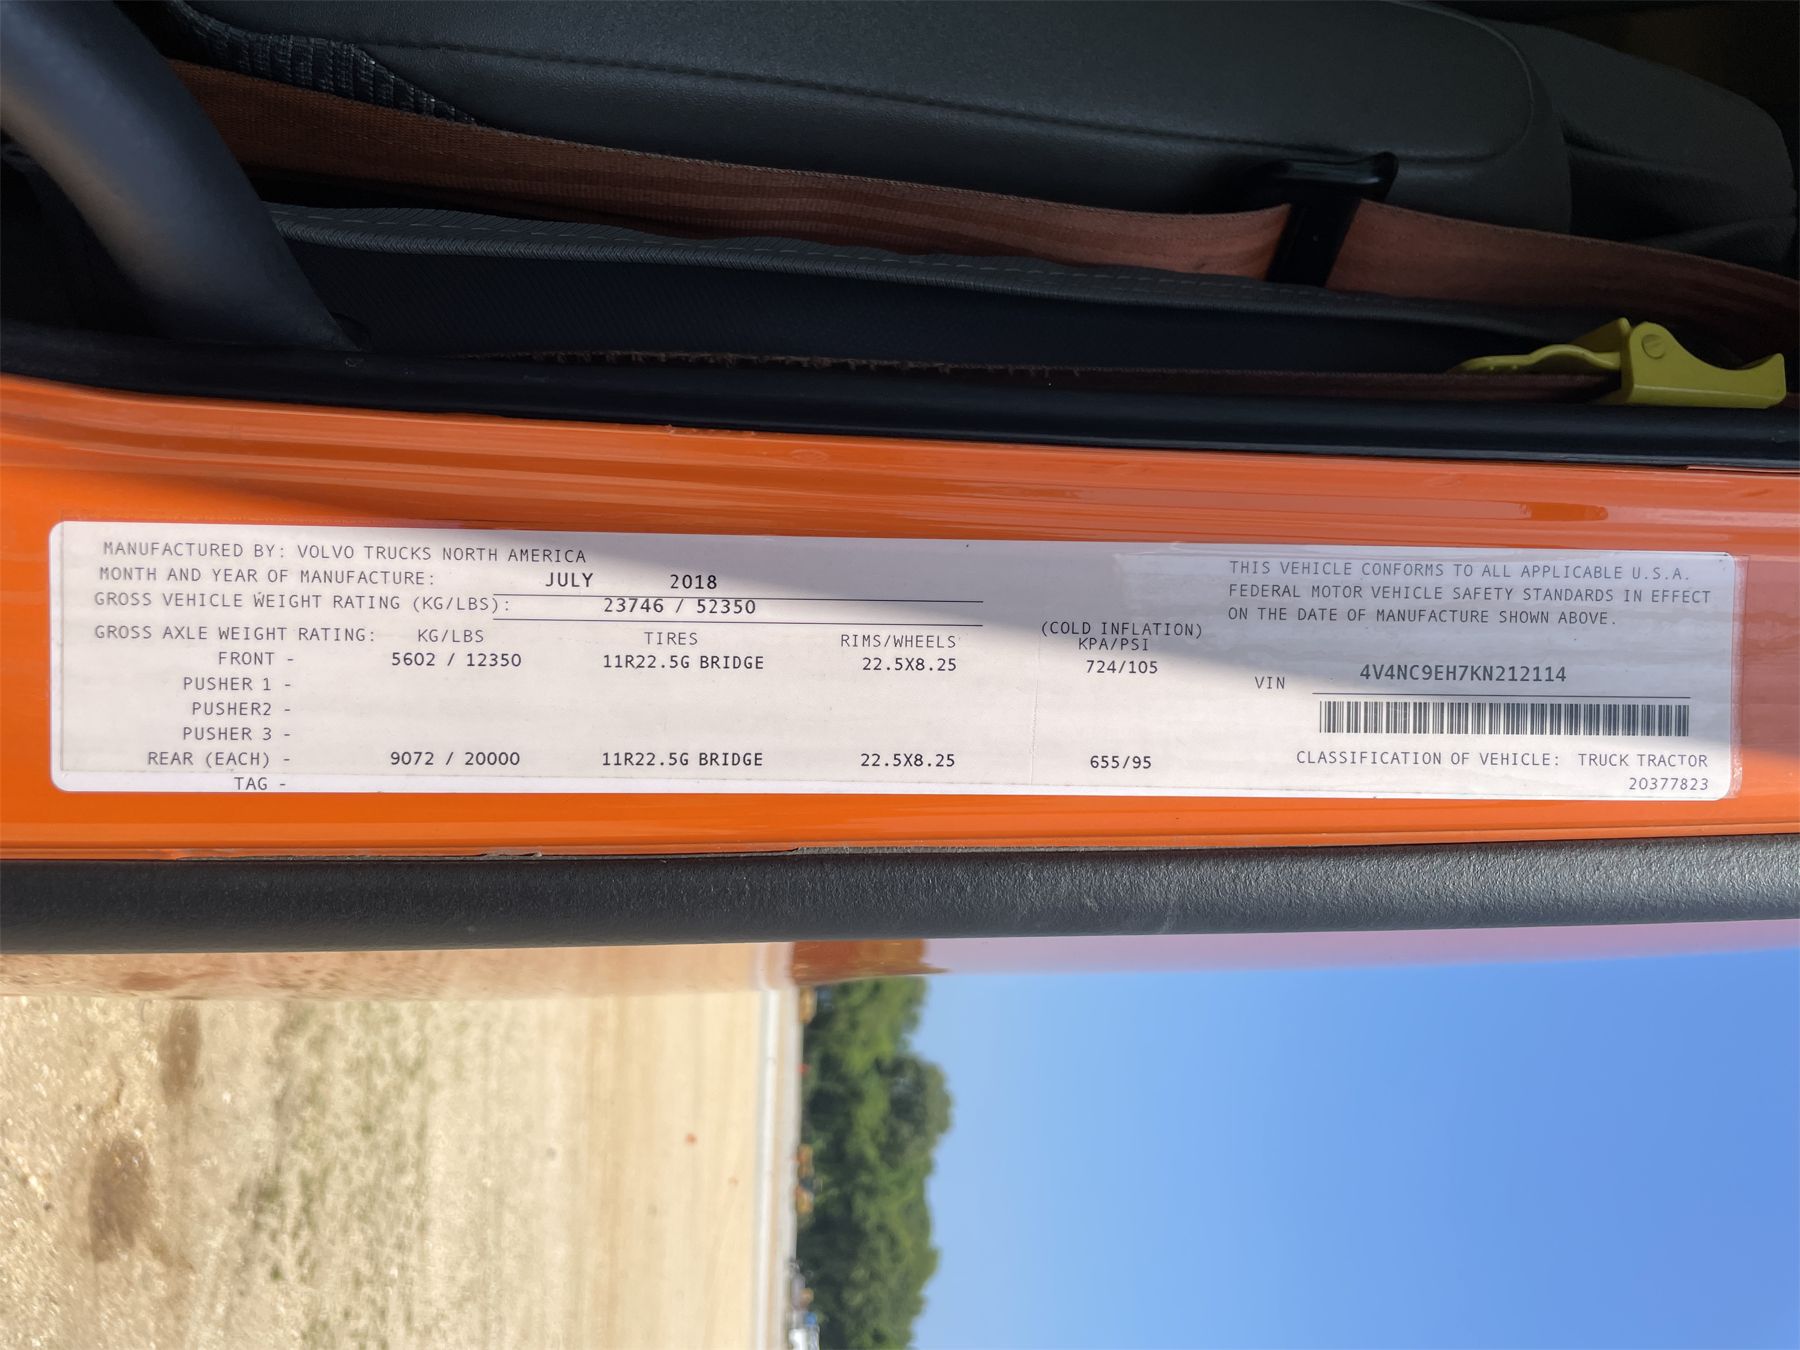 MANUFACTURED BY: VOLVO TRUCKS NORTH AMERICA
MONTH AND YEAR OF MANUFACTURE: JULY 2018
GROSS VEHICLE WEIGHT RATING (KG/LBS): 23746 / 52350
GROSS AXLE WEIGHT RATING: KG/LBS TIRES RIMS/WHEELS (COLD INFLATION) KPA/PSI
FRONT - 5602 / 12350 11R22.5G BRIDGE 22.5X8.25 724/105
PUSHER 1 -
PUSHER2 -
PUSHER 3 -
REAR (EACH) - 9072 / 20000 11R22.5G BRIDGE 22.5X8.25 655/95
TAG -
THIS VEHICLE CONFORMS TO ALL APPLICABLE U.S.A.
FEDERAL MOTOR VEHICLE SAFETY STANDARDS IN EFFECT
ON THE DATE OF MANUFACTURE SHOWN ABOVE.
VIN 4V4NC9EH7KN212114
CLASSIFICATION OF VEHICLE: TRUCK TRACTOR
20377823